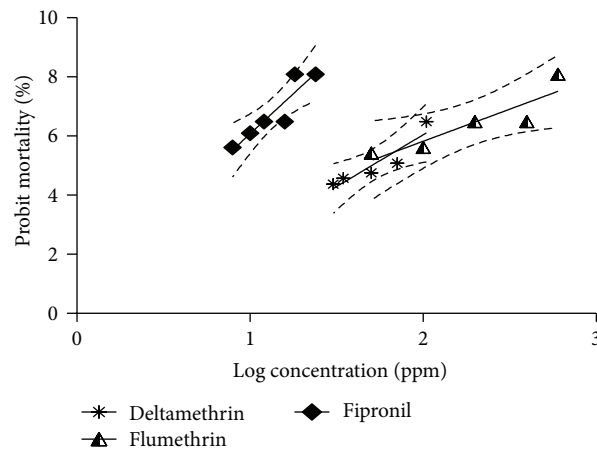 10
8
6
4
2
0
Probit mortality (%)
0 1 2 3
Log concentration (ppm)
Deltamethrin Fipronil
Flumethrin